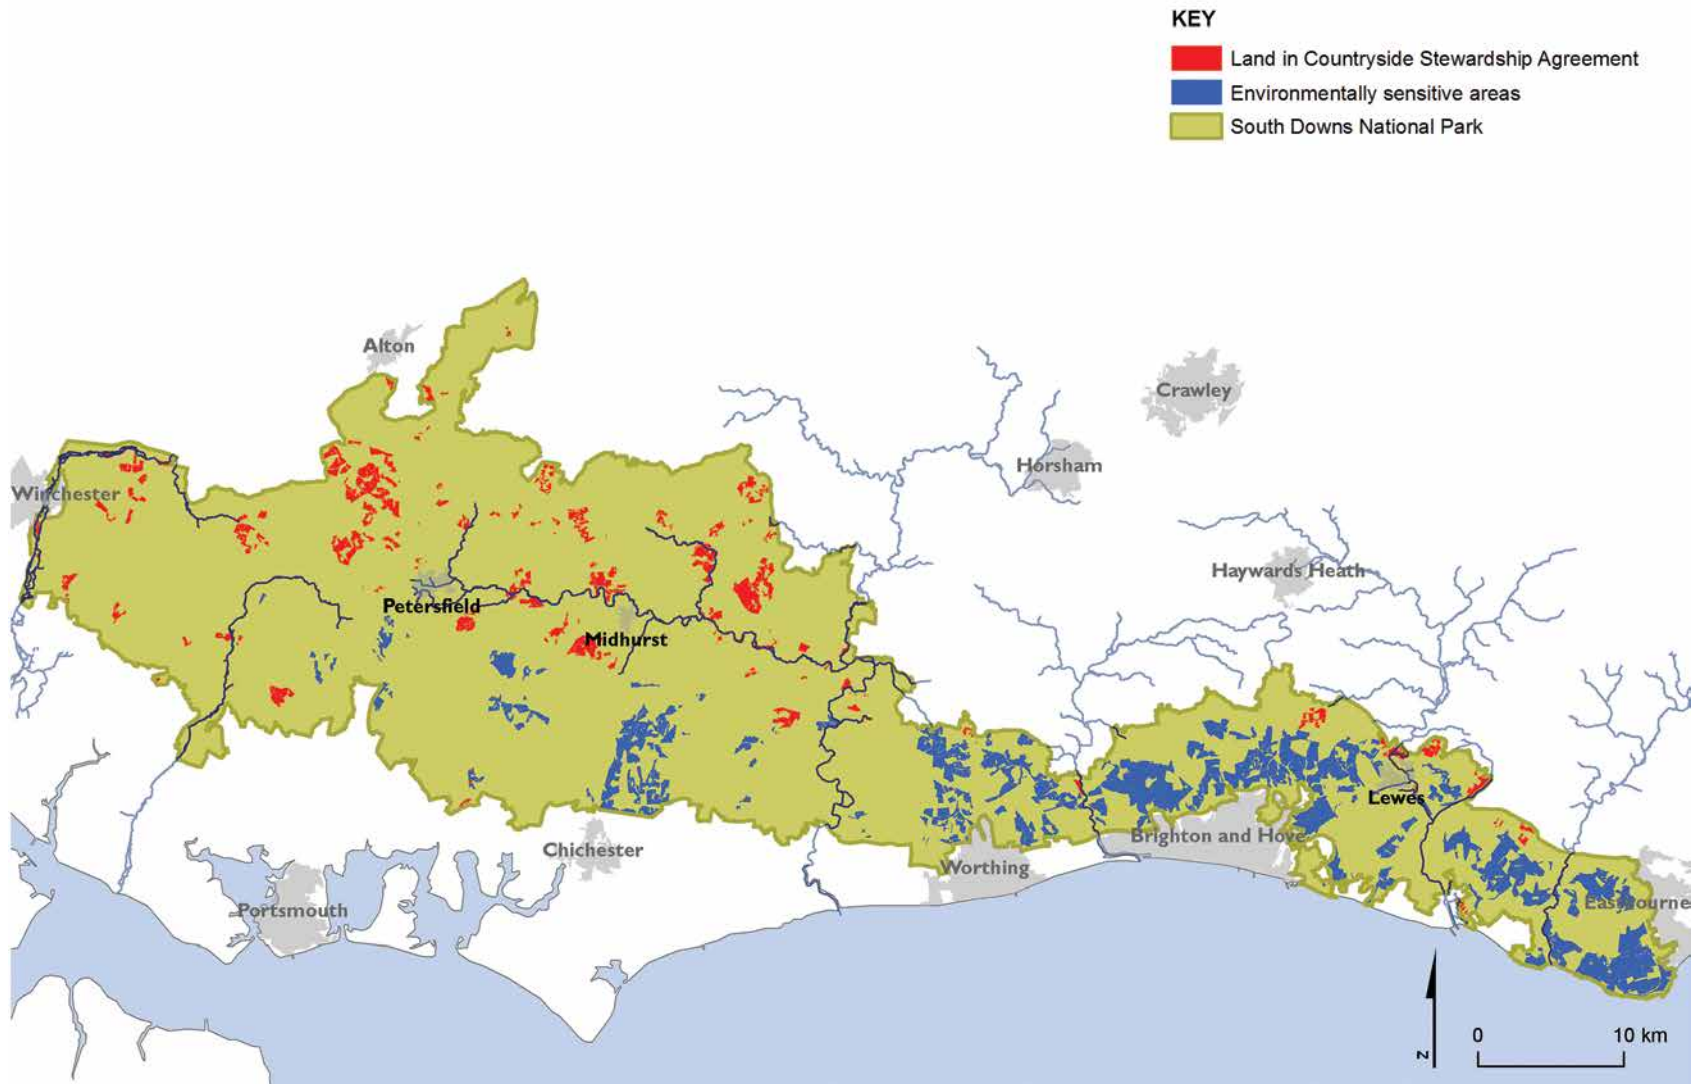 KEY
Land in Countryside Stewardship Agreement
Environmentally sensitive areas
South Downs National Park
Alton
Crawley
Horsham
Winchester
Haywards Heath
Petersfield
Midhurst
Lewes
Brighton and Hove
Chichester
Worthing
Portsmouth
Eastbourne
0 10 km
N